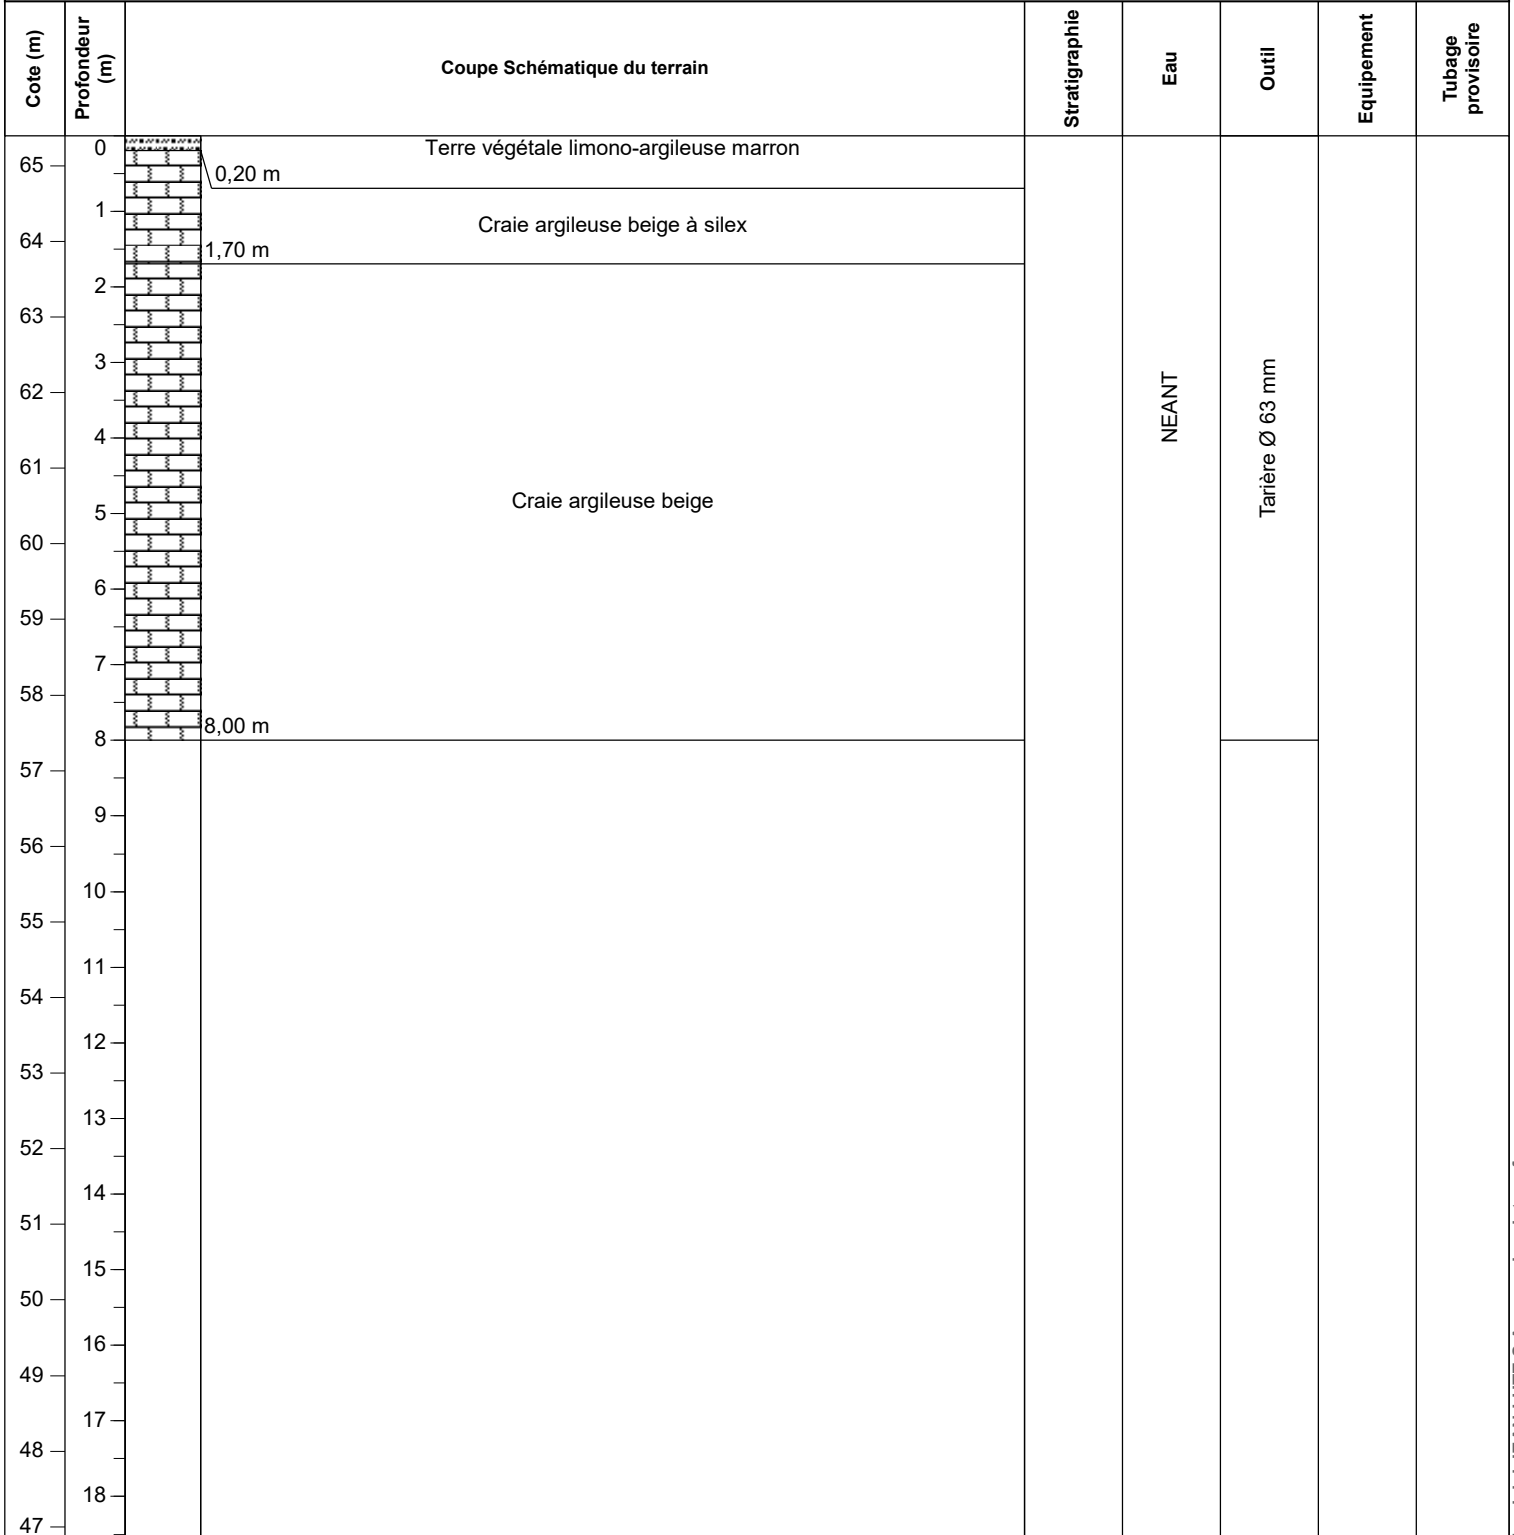 Cote (m)
Profondeur
(m)
Coupe Schématique du terrain
Stratigraphie
Eau
Outil
Equipement
Tubage
provisoire
0
Terre végétale limono-argileuse marron
65
0,20 m
1
Craie argileuse beige à silex
64
1,70 m
2
63
3
62
NEANT
Tarière Ø 63 mm
4
61
5
Craie argileuse beige
60
6
59
7
58
8,00 m
8
57
9
56
10
55
11
54
12
53
13
52
14
51
15
50
16
49
17
48
18
47